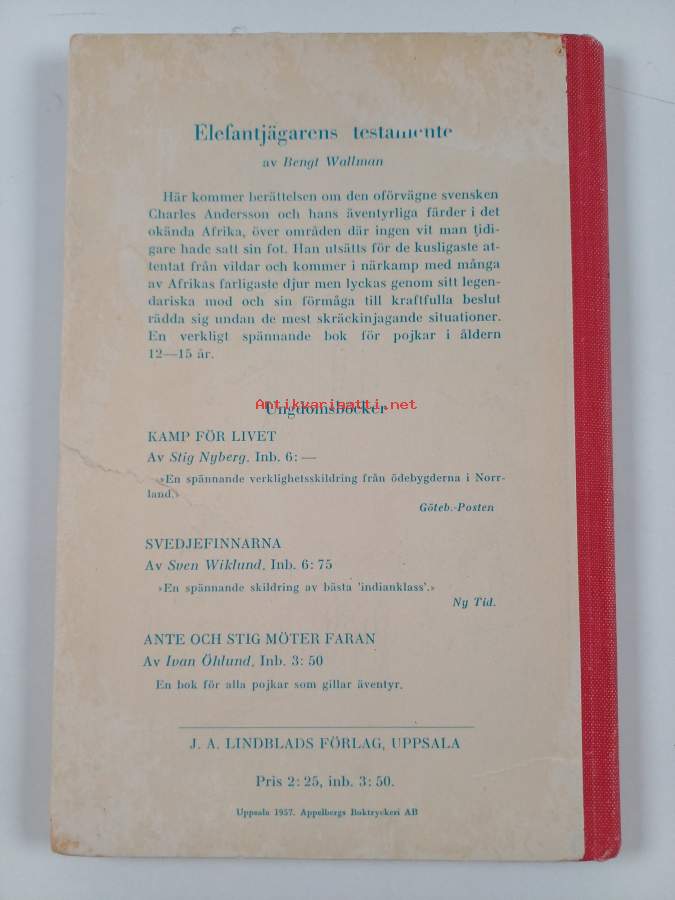 Elefantjägarens testamente
av Bengt Wallman
Här kommer berättelsen om den oförvägne svensken
Charles Andersson och hans äventyrliga färder i det
okända Afrika, över områden där ingen vit man tidi-
gare hade satt sin fot. Han utsätts för de kusligaste at-
tentat från vildar och kommer i närkamp med många
av Afrikas farligaste djur men lyckas genom sitt legen-
dariska mod och sin förmåga till kraftfulla beslut
rädda sig undan de mest skräckinjagande situationer.
En verkligt spännande bok för pojkar i åldern
12—15 år.
Antikvariaatti.net
Ungdomsböcker
KAMP FÖR LIVET
Av Stig Nyberg. Inb. 6: —
»En spännande verklighetsskildring från ödebygderna i Norr-
land.»
Göteb.-Posten
SVEDJEFINNARNA
Av Sven Wiklund. Inb. 6: 75
»En spännande skildring av bästa 'indianklass'.»
Ny Tid.
ANTE OCH STIG MÖTER FARAN
Av Ivan Öhlund. Inb. 3: 50
En bok för alla pojkar som gillar äventyr.
J. A. LINDBLADS FÖRLAG, UPPSALA
Pris 2: 25, inb. 3: 50.
Uppsala 1957. Appelbergs Boktryckeri AB